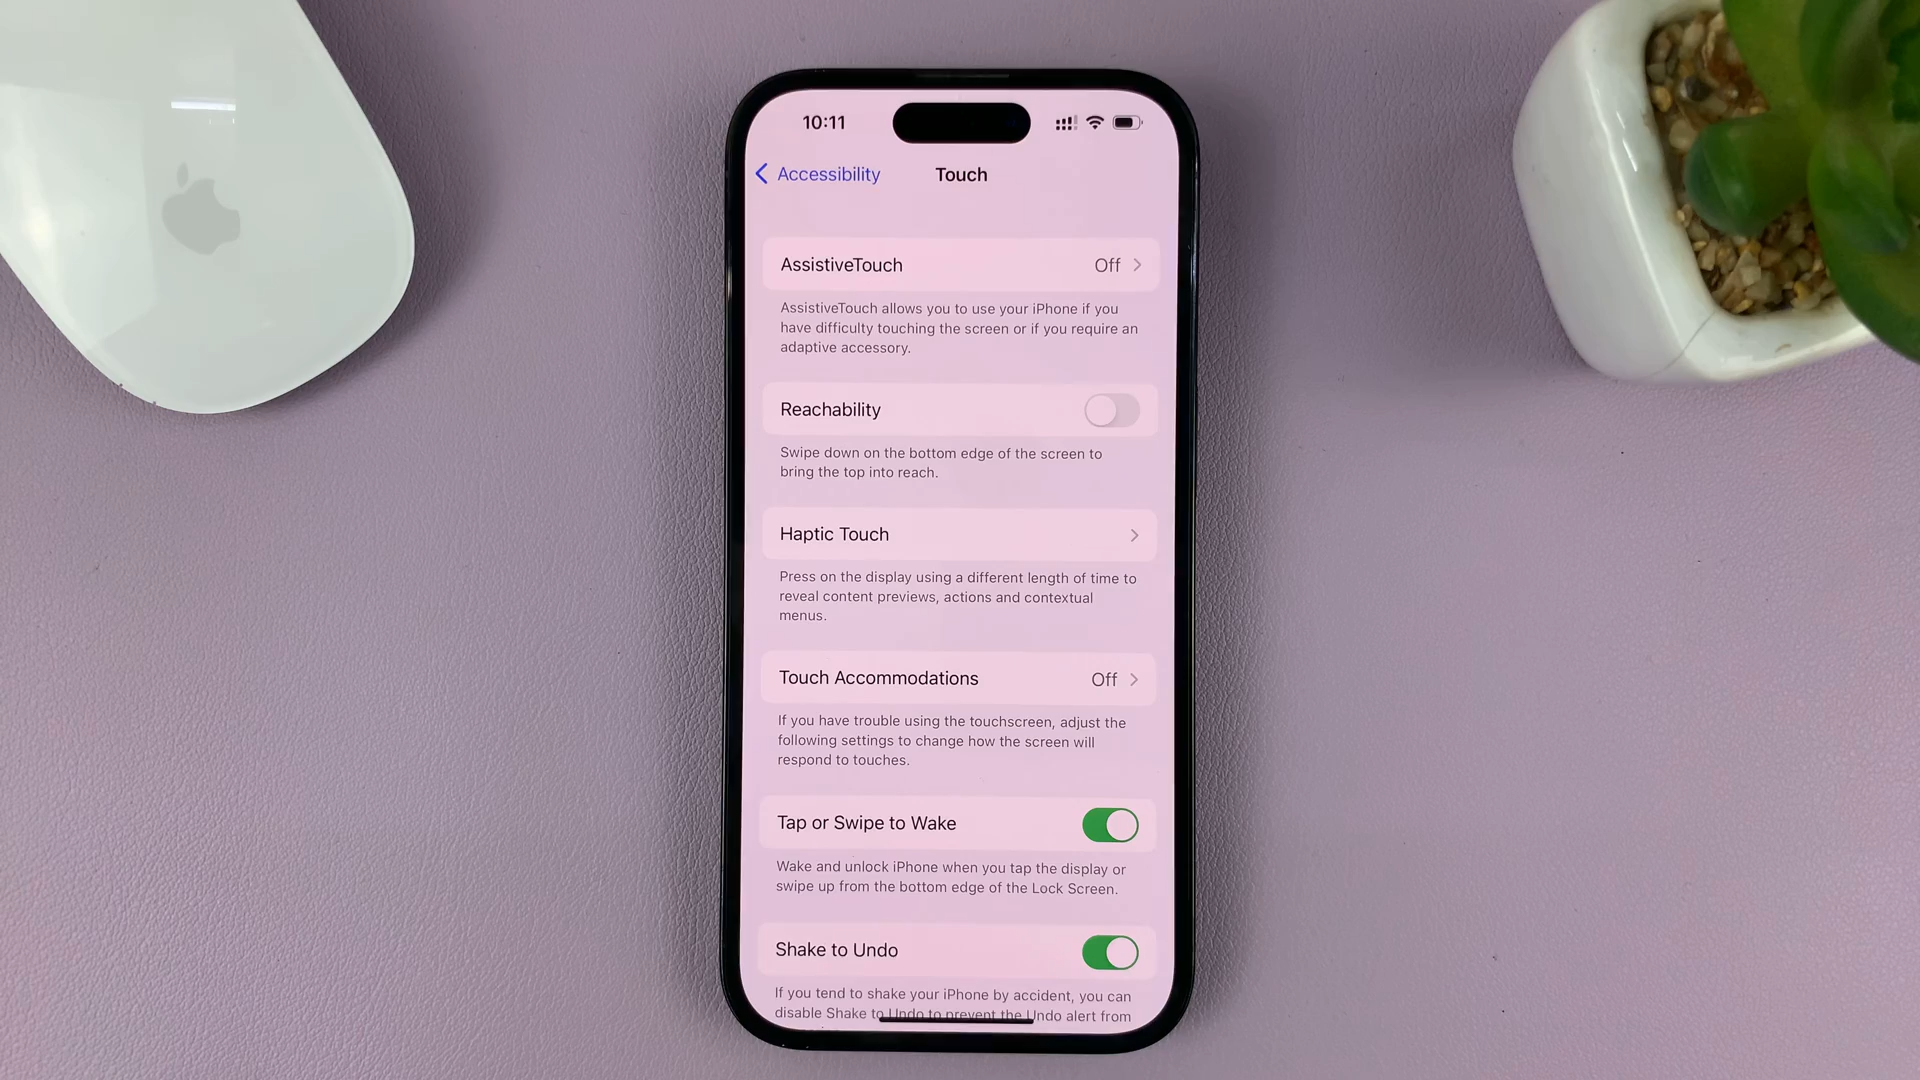 10:11
Accessibility
Touch
AssistiveTouch
Off
AssistiveTouch allows you to use your iPhone if you
have difficulty touching the screen or if you require an
adaptive accessory.
Reachability
Swipe down on the bottom edge of the screen to
bring the top into reach.
Haptic Touch
Press on the display using a different length of time to
reveal content previews, actions and contextual
menus.
Touch Accommodations
Off
If you have trouble using the touchscreen, adjust the
following settings to change how the screen will
respond to touches.
Tap or Swipe to Wake
Wake and unlock iPhone when you tap the display or
swipe up from the bottom edge of the Lock Screen.
Shake to Undo
If you tend to shake your iPhone by accident, you can
disable Shake to Undo to prevent the Undo alert from